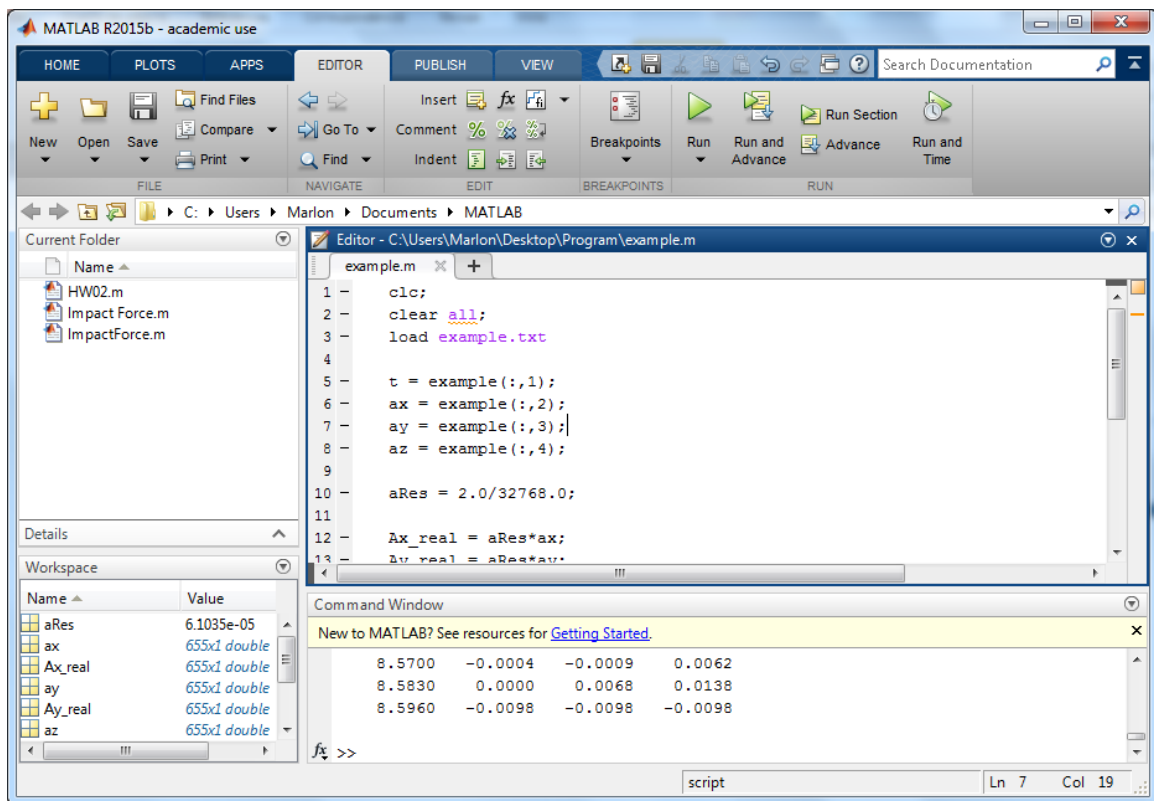 MATLAB R2015b - academic use
HOME PLOTS APPS EDITOR PUBLISH VIEW Search Documentation
New Open Save Find Files Compare Print
Go To Find
Insert fx fi
Comment % % %
Indent
Breakpoints
Run Run and Advance Run Section Advance Run and Time
FILE NAVIGATE EDIT BREAKPOINTS RUN
C: Users Marlon Documents MATLAB
Current Folder
Name
HW02.m
Impact Force.m
ImpactForce.m
Details
Workspace
Name Value
aRes 6.1035e-05
ax 655x1 double
Ax_real 655x1 double
ay 655x1 double
Ay_real 655x1 double
az 655x1 double
Editor - C:\Users\Marlon\Desktop\Program\example.m
example.m
1 clc;
2 clear all;
3 load example.txt
4
5 t = example(:,1);
6 ax = example(:,2);
7 ay = example(:,3);
8 az = example(:,4);
9
10 aRes = 2.0/32768.0;
11
12 Ax_real = aRes*ax;
13 Ay_real = aRes*ay;
Command Window
New to MATLAB? See resources for Getting Started.
8.5700 -0.0004 -0.0009 0.0062
8.5830 0.0000 0.0068 0.0138
8.5960 -0.0098 -0.0098 -0.0098
fx >>
script Ln 7 Col 19